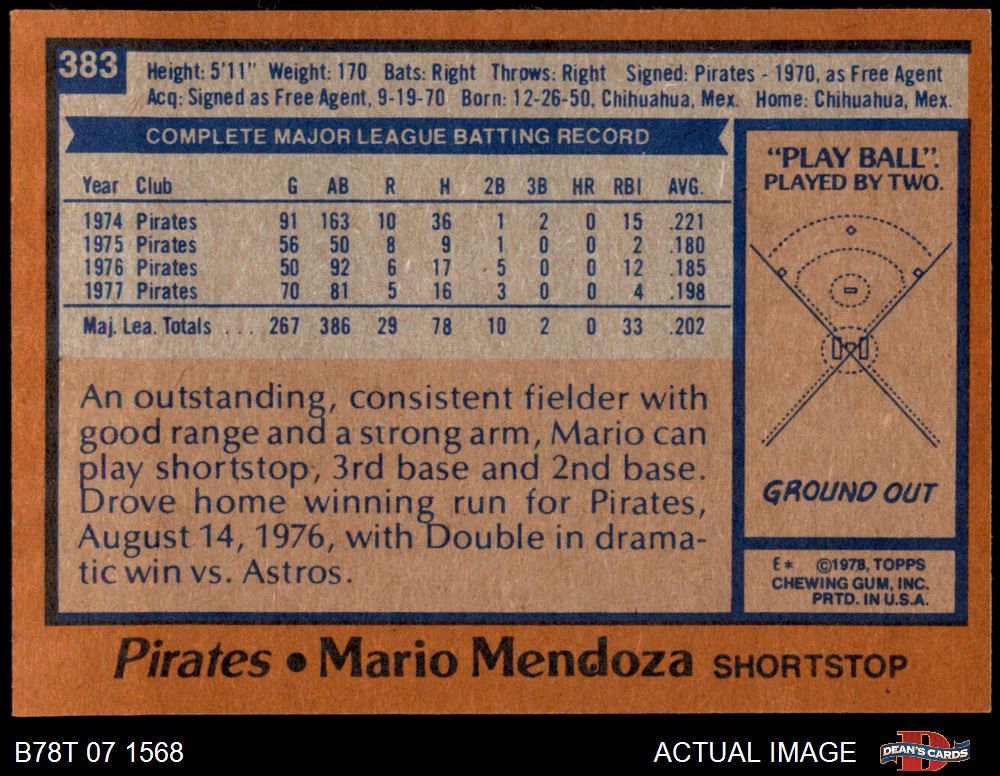 383
Height: 5'11" Weight: 170 Bats: Right Throws: Right Signed: Pirates - 1970, as Free Agent
Acq: Signed as Free Agent, 9-19-70 Born: 12-26-50, Chihuahua, Mex. Home: Chihuahua, Mex.
COMPLETE MAJOR LEAGUE BATTING RECORD
Year Club G AB R H 2B 3B HR RBI AVG.
1974 Pirates 91 163 10 36 1 2 0 15 .221
1975 Pirates 56 50 8 9 1 0 0 2 .180
1976 Pirates 50 92 6 17 5 0 0 12 .185
1977 Pirates 70 81 5 16 3 0 0 4 .198
Maj. Lea. Totals . . . 267 386 29 78 10 2 0 33 .202
An outstanding, consistent fielder with
good range and a strong arm, Mario can
play shortstop, 3rd base and 2nd base.
Drove home winning run for Pirates,
August 14, 1976, with Double in drama-
tic win vs. Astros.
"PLAY BALL".
PLAYED BY TWO.
GROUND OUT
E* ©1978, TOPPS
CHEWING GUM, INC.
PRTD. IN U.S.A.
Pirates • Mario Mendoza SHORTSTOP
B78T 07 1568
ACTUAL IMAGE
D
DEAN'S CARDS